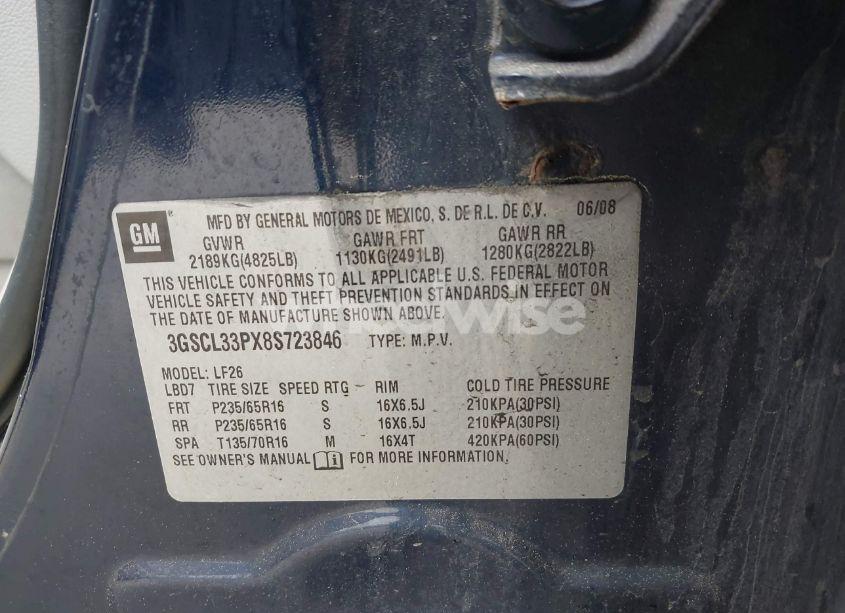 GM ® MFD BY GENERAL MOTORS DE MEXICO, S. DE R.L. DE C.V. 06/08
GVWR GAWR FRT GAWR RR
2189KG(4825LB) 1130KG(2491LB) 1280KG(2822LB)
THIS VEHICLE CONFORMS TO ALL APPLICABLE U.S. FEDERAL MOTOR
VEHICLE SAFETY AND THEFT PREVENTION STANDARDS IN EFFECT ON
THE DATE OF MANUFACTURE SHOWN ABOVE.
3GSCL33PX8S723846 TYPE: M.P.V.
MODEL: LF26
LBD7 TIRE SIZE SPEED RTG RIM COLD TIRE PRESSURE
FRT P235/65R16 S 16X6.5J 210KPA(30PSI)
RR P235/65R16 S 16X6.5J 210KPA(30PSI)
SPA T135/70R16 M 16X4T 420KPA(60PSI)
SEE OWNER'S MANUAL FOR MORE INFORMATION.